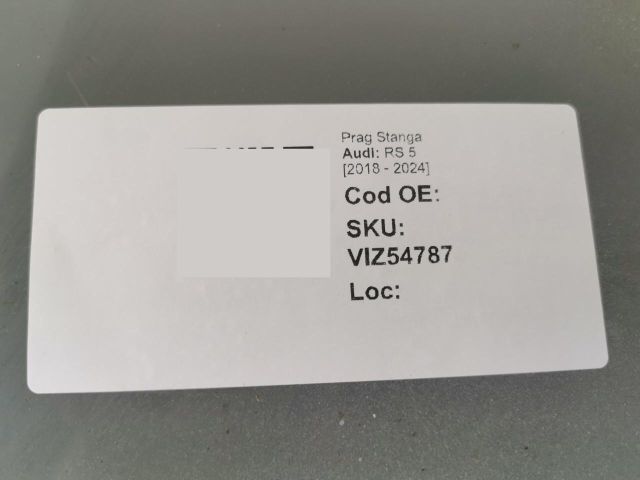 Prag Stanga
Audi: RS 5
[2018 - 2024]
Cod OE:
SKU:
VIZ54787
Loc: